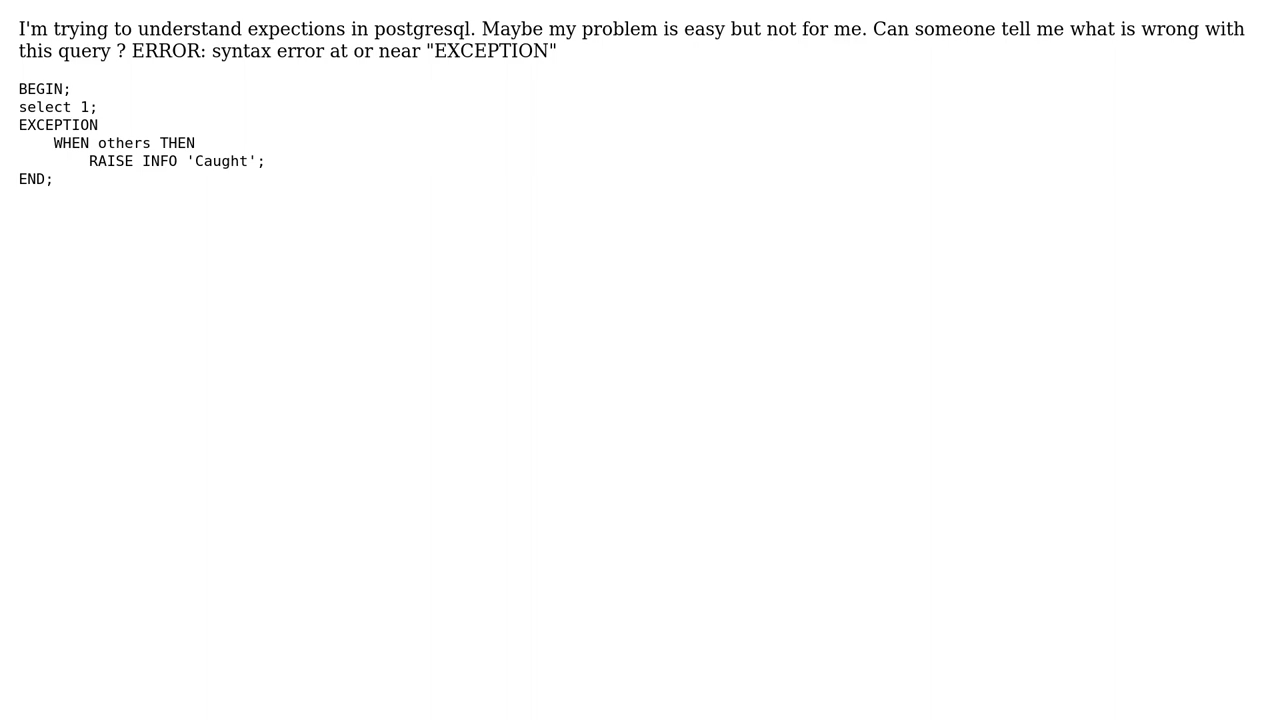 I'm trying to understand expections in postgresql. Maybe my problem is easy but not for me. Can someone tell me what is wrong with
this query ? ERROR: syntax error at or near "EXCEPTION"
BEGIN;
select 1;
EXCEPTION
    WHEN others THEN
        RAISE INFO 'Caught';
END;